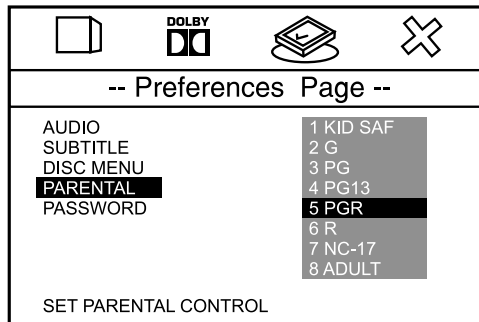 DOLBY
-- Preferences Page --
AUDIO
SUBTITLE
DISC MENU
PARENTAL
PASSWORD
1 KID SAF
2 G
3 PG
4 PG13
5 PGR
6 R
7 NC-17
8 ADULT
SET PARENTAL CONTROL